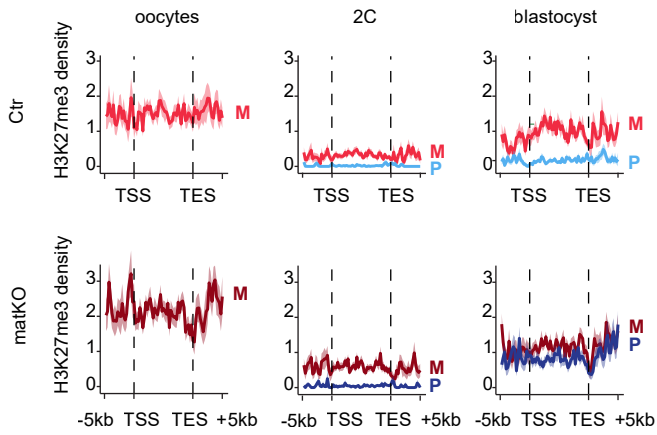 oocytes 2C blastocyst
Ctr
H3K27me3 density
3
2
1
0
M
TSS TES
3
2
1
0
M
P
TSS TES
3
2
1
0
M
P
TSS TES
matKO
H3K27me3 density
3
2
1
0
M
-5kb TSS TES +5kb
3
2
1
0
M
P
-5kb TSS TES +5kb
3
2
1
0
M
P
-5kb TSS TES +5kb